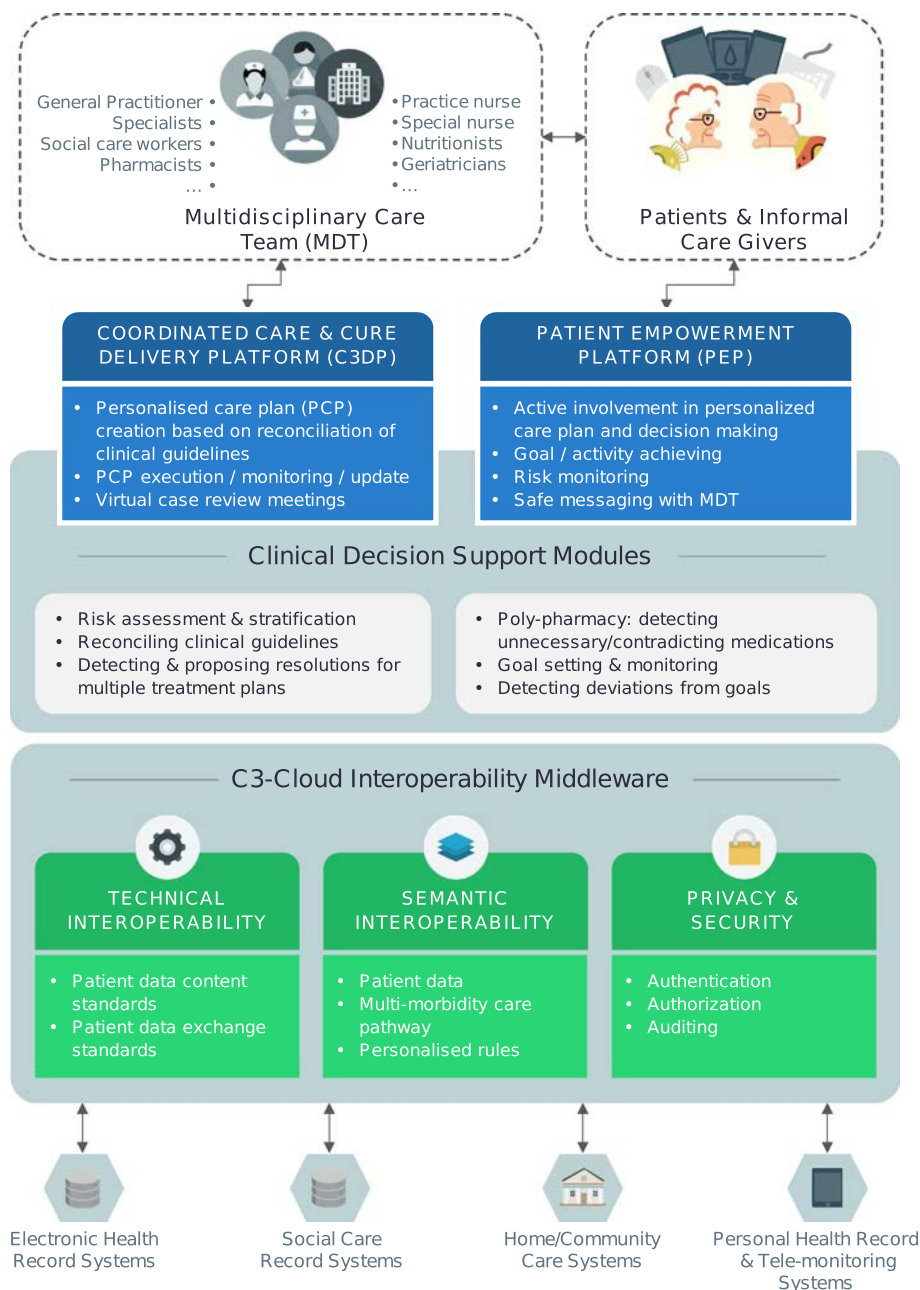 General Practitioner •
Specialists •
Social care workers •
Pharmacists •
... •
• Practice nurse
• Special nurse
• Nutritionists
• Geriatricians
• ...
Multidisciplinary Care
Team (MDT)
Patients & Informal
Care Givers
COORDINATED CARE & CURE
DELIVERY PLATFORM (C3DP)
• Personalised care plan (PCP)
creation based on reconciliation of
clinical guidelines
• PCP execution / monitoring / update
• Virtual case review meetings
PATIENT EMPOWERMENT
PLATFORM (PEP)
• Active involvement in personalized
care plan and decision making
• Goal / activity achieving
• Risk monitoring
• Safe messaging with MDT
Clinical Decision Support Modules
• Risk assessment & stratification
• Reconciling clinical guidelines
• Detecting & proposing resolutions for
multiple treatment plans
• Poly-pharmacy: detecting
unnecessary/contradicting medications
• Goal setting & monitoring
• Detecting deviations from goals
C3-Cloud Interoperability Middleware
TECHNICAL
INTEROPERABILITY
• Patient data content
standards
• Patient data exchange
standards
SEMANTIC
INTEROPERABILITY
• Patient data
• Multi-morbidity care
pathway
• Personalised rules
PRIVACY &
SECURITY
• Authentication
• Authorization
• Auditing
Electronic Health
Record Systems
Social Care
Record Systems
Home/Community
Care Systems
Personal Health Record
& Tele-monitoring
Systems